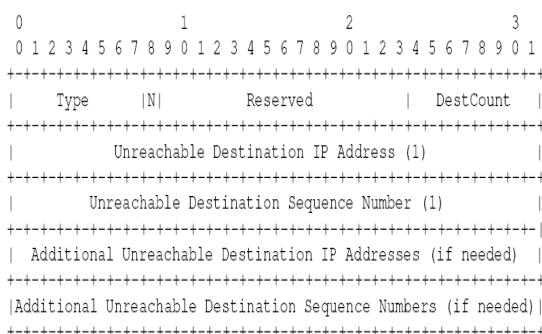 0                   1                   2                   3
0 1 2 3 4 5 6 7 8 9 0 1 2 3 4 5 6 7 8 9 0 1 2 3 4 5 6 7 8 9 0 1
+-+-+-+-+-+-+-+-+-+-+-+-+-+-+-+-+-+-+-+-+-+-+-+-+-+-+-+-+-+-+-+-+
|     Type      |N|          Reserved           |   DestCount   |
+-+-+-+-+-+-+-+-+-+-+-+-+-+-+-+-+-+-+-+-+-+-+-+-+-+-+-+-+-+-+-+-+
|            Unreachable Destination IP Address (1)             |
+-+-+-+-+-+-+-+-+-+-+-+-+-+-+-+-+-+-+-+-+-+-+-+-+-+-+-+-+-+-+-+-+
|         Unreachable Destination Sequence Number (1)           |
+-+-+-+-+-+-+-+-+-+-+-+-+-+-+-+-+-+-+-+-+-+-+-+-+-+-+-+-+-+-+-+-|
|  Additional Unreachable Destination IP Addresses (if needed)  |
+-+-+-+-+-+-+-+-+-+-+-+-+-+-+-+-+-+-+-+-+-+-+-+-+-+-+-+-+-+-+-+-+
|Additional Unreachable Destination Sequence Numbers (if needed)|
+-+-+-+-+-+-+-+-+-+-+-+-+-+-+-+-+-+-+-+-+-+-+-+-+-+-+-+-+-+-+-+-+